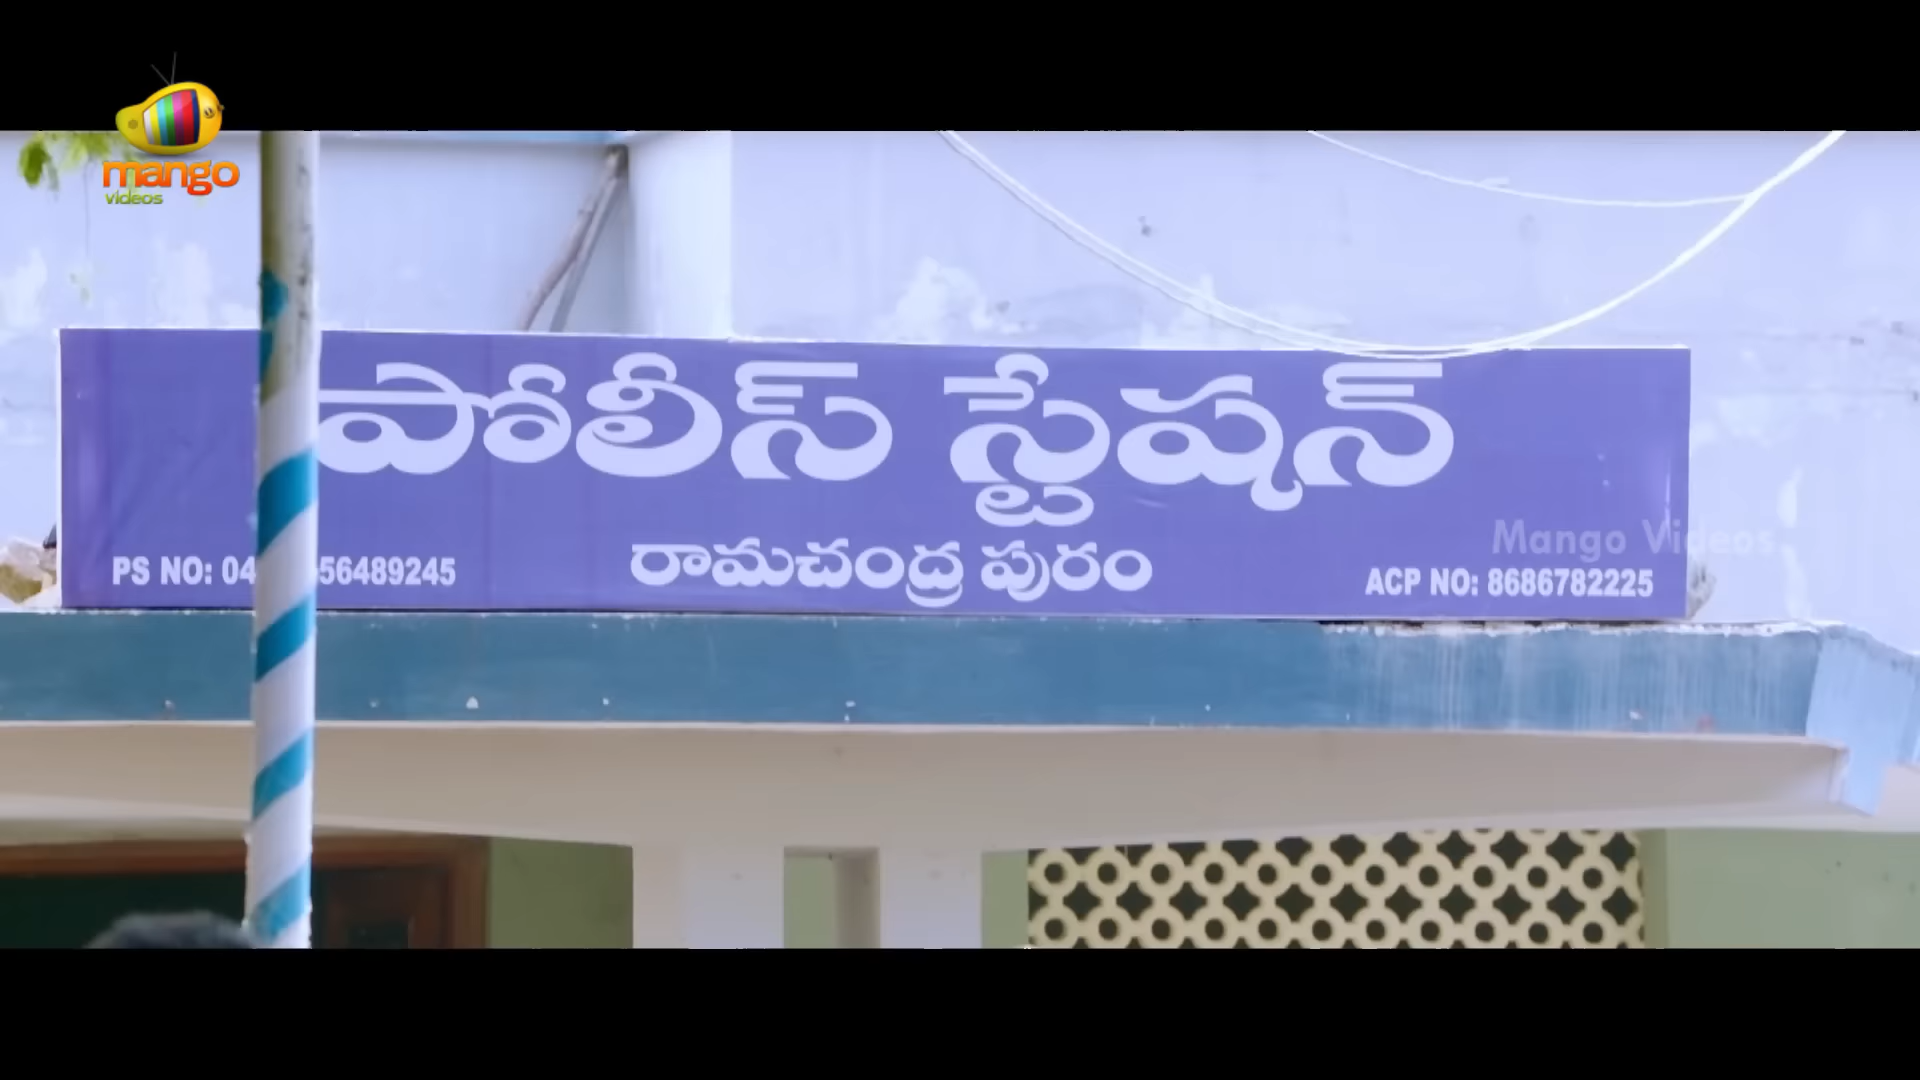 mango
videos
పోలీస్ స్టేషన్
రామచంద్ర పురం
Mango Videos
PS NO: 04 56489245
ACP NO: 8686782225